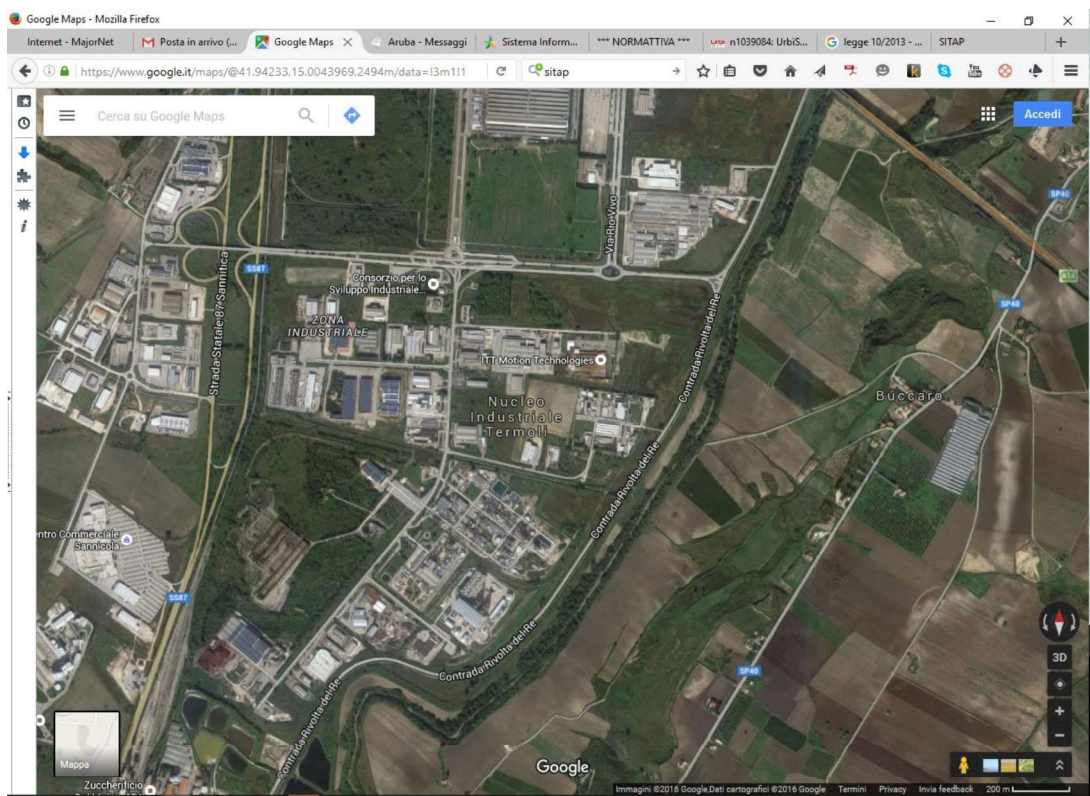 Google Maps - Mozilla Firefox
Internet - MajorNet
Posta in arrivo (...
Google Maps
Aruba - Messaggi
Sistema Inform...
*** NORMATTIVA ***
n1039084: UrbiS...
legge 10/2013 - ...
SITAP
https://www.google.it/maps/@41.94233,15.0043969,2494m/data=!3m1!1
sitap
Cerca su Google Maps
Accedi
SP40
Via Rio Vivo
Strada Statale 87 Sannitica
SS87
Consorzio per lo
Sviluppo Industriale...
A14
SP40
ZONA
INDUSTRIALE
Contrada Rivolta del Re
ITT Motion Technologies
Nucleo
Industriale
Termoli
Bùccaro
Contrada Rivolta del Re
entro Commerciale
Sannicola
SS87
Contrada Rivolta del Re
SP40
3D
Contrada Rivolta del Re
Mappa
Google
Zuccherificio
Immagini ©2016 Google,Dati cartografici ©2016 Google Termini Privacy Invia feedback 200 m